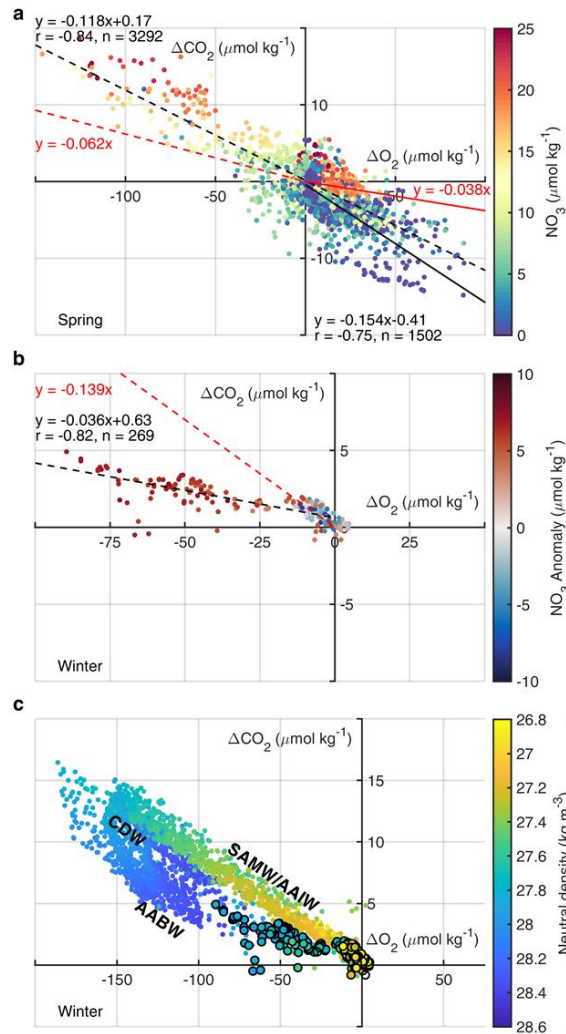 a
y = -0.118x+0.17
r = -0.84, n = 3292
ΔCO2 (μmol kg-1)
10
ΔO2 (μmol kg-1)
y = -0.062x
y = -0.038x
-100
-50
-10
Spring
y = -0.154x-0.41
r = -0.75, n = 1502
25
20
15
10
5
0
NO3 (μmol kg-1)
b
y = -0.139x
ΔCO2 (μmol kg-1)
y = -0.036x+0.63
r = -0.82, n = 269
5
ΔO2 (μmol kg-1)
-75
-50
-25
0
25
-5
Winter
10
5
0
-5
-10
NO3 Anomaly (μmol kg-1)
c
ΔCO2 (μmol kg-1)
15
10
5
CDW
SAMW/AAIW
AABW
ΔO2 (μmol kg-1)
-150
-100
-50
50
Winter
26.8
27
27.2
27.4
27.6
27.8
28
28.2
28.4
28.6
Neutral density (kg m-3)